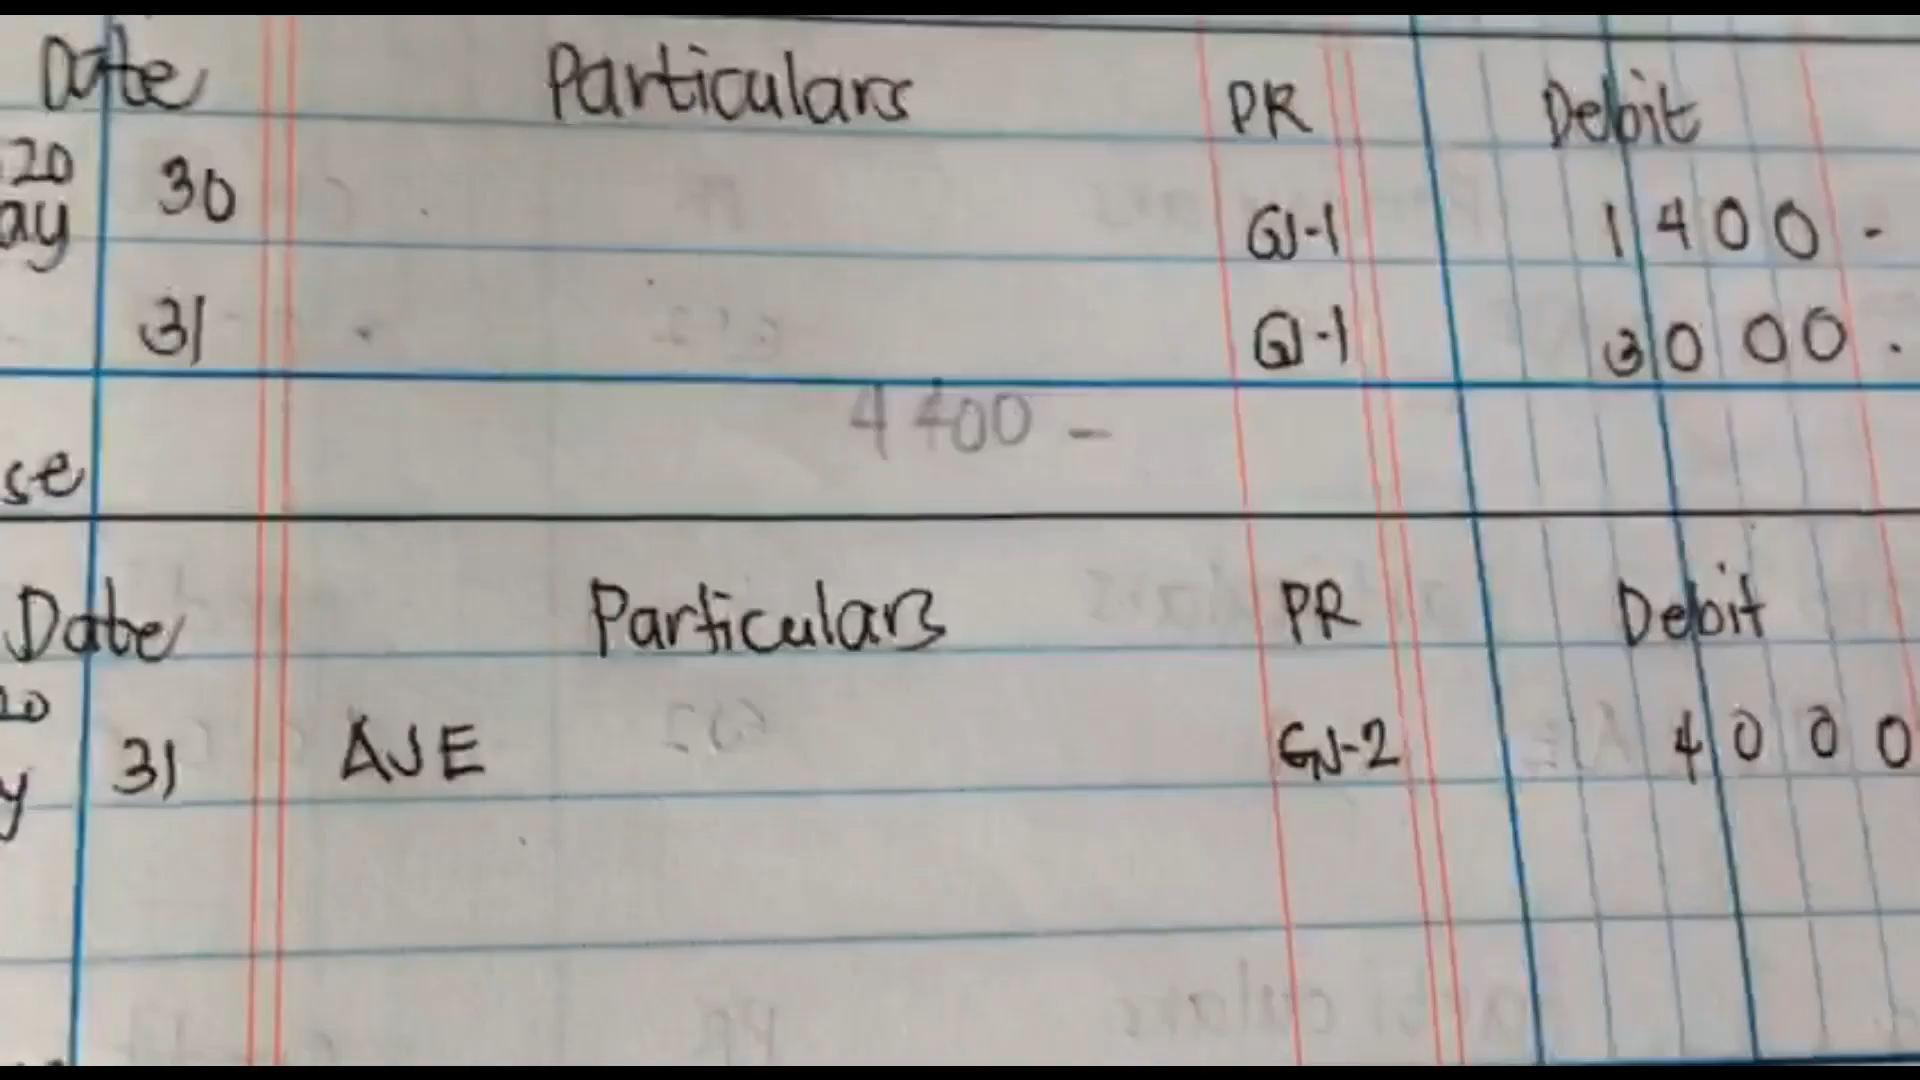 Date Particulars PR Debit
20
ay 30 GJ-1 1400 -
31 GJ-1 3000 .
4400 -
se
Date Particulars PR Debit
20
y 31 AJE GJ-2 4000